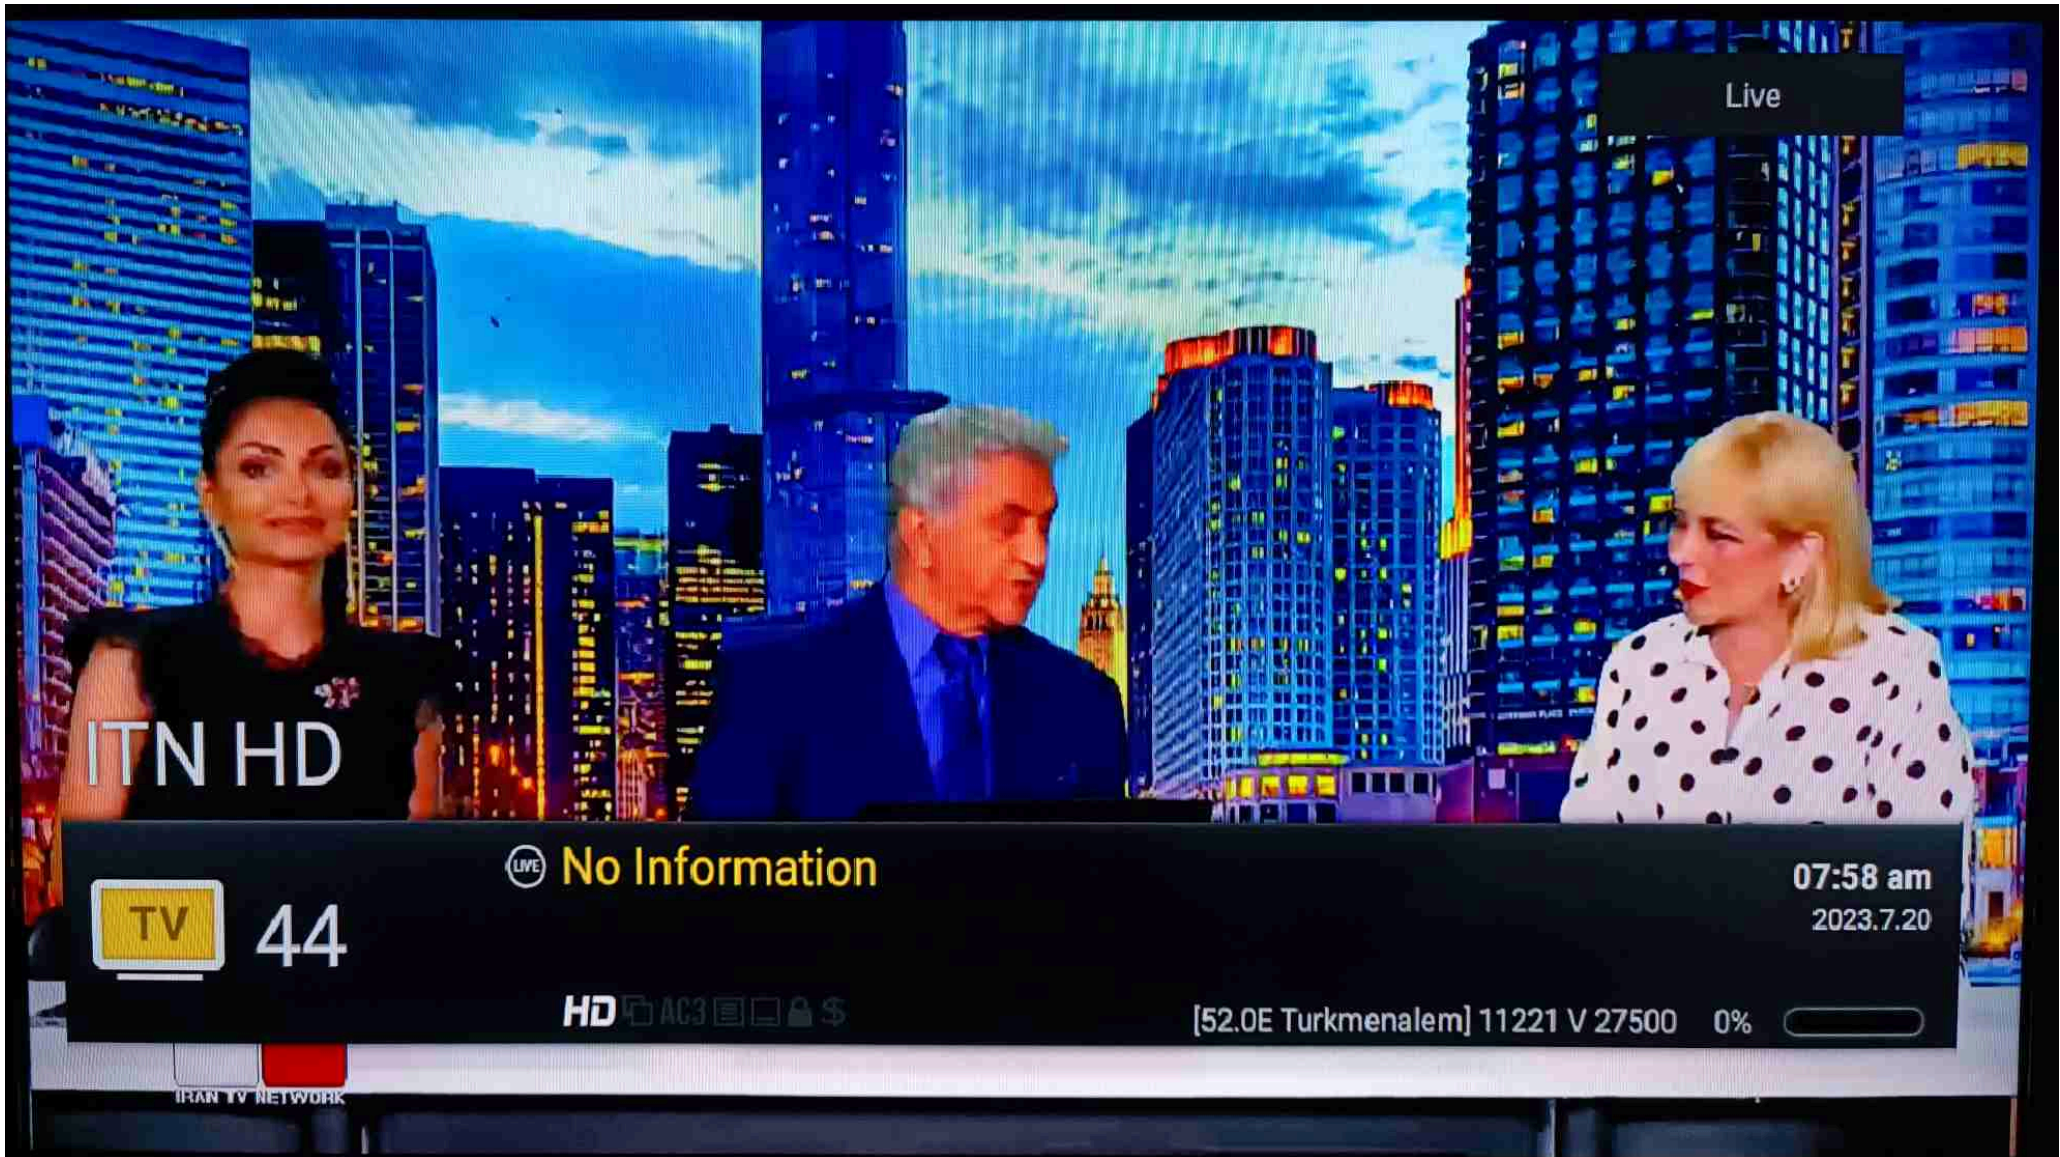 Live
ITN HD
LIVE No Information
07:58 am
2023.7.20
TV 44
HD AC3 $
[52.0E Turkmenalem] 11221 V 27500 0%
IRAN TV NETWORK